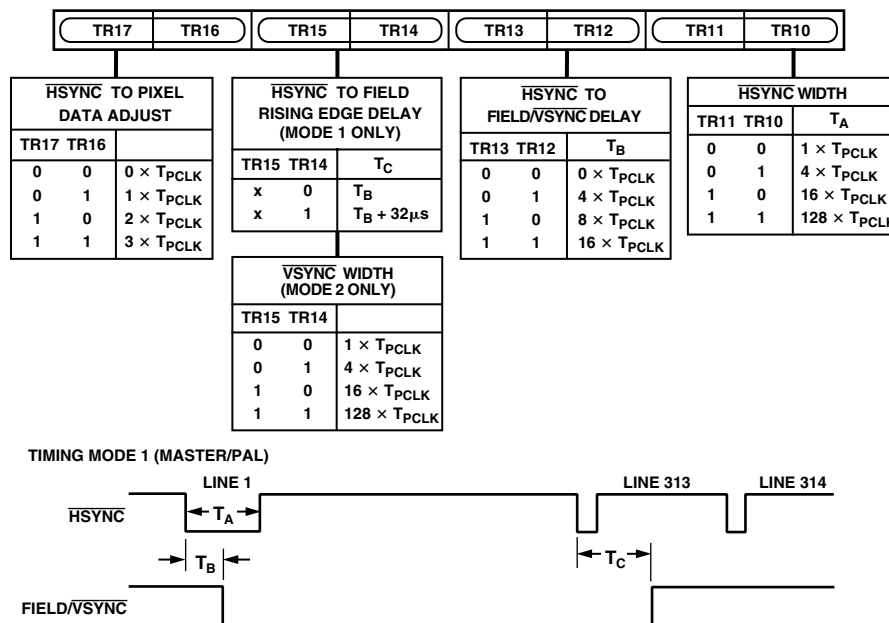 TR17 TR16 TR15 TR14 TR13 TR12 TR11 TR10
HSYNC TO PIXEL
DATA ADJUST
TR17 TR16
0 0 0 × TPCLK
0 1 1 × TPCLK
1 0 2 × TPCLK
1 1 3 × TPCLK
HSYNC TO FIELD
RISING EDGE DELAY
(MODE 1 ONLY)
TR15 TR14 TC
x 0 TB
x 1 TB + 32μs
VSYNC WIDTH
(MODE 2 ONLY)
TR15 TR14
0 0 1 × TPCLK
0 1 4 × TPCLK
1 0 16 × TPCLK
1 1 128 × TPCLK
HSYNC TO
FIELD/VSYNC DELAY
TR13 TR12 TB
0 0 0 × TPCLK
0 1 4 × TPCLK
1 0 8 × TPCLK
1 1 16 × TPCLK
HSYNC WIDTH
TR11 TR10 TA
0 0 1 × TPCLK
0 1 4 × TPCLK
1 0 16 × TPCLK
1 1 128 × TPCLK
TIMING MODE 1 (MASTER/PAL)
LINE 1 LINE 313 LINE 314
HSYNC
TA
TB
TC
FIELD/VSYNC